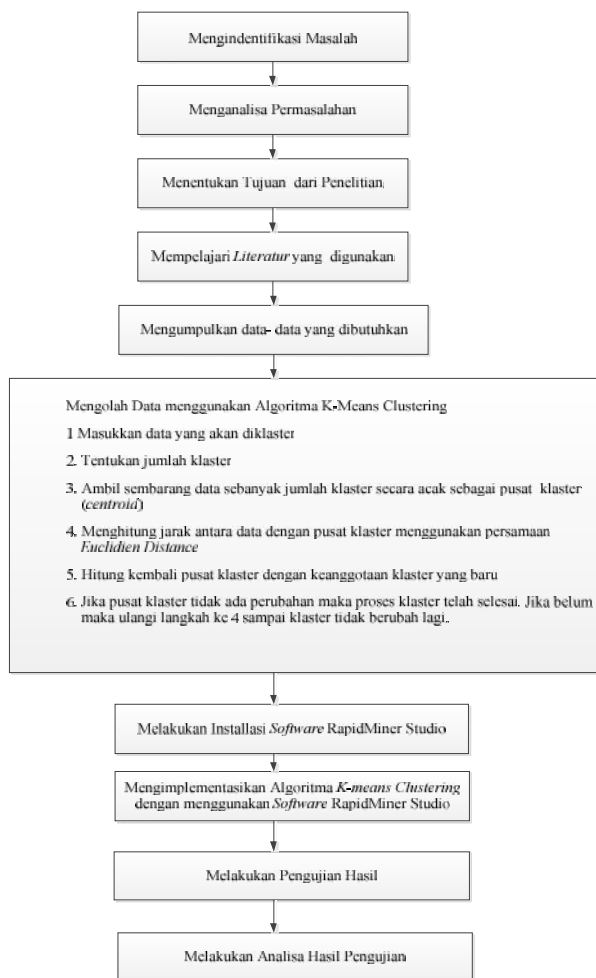 Mengindentifikasi Masalah
Menganalisa Permasalahan
Menentukan Tujuan dari Penelitian.
Mempelajari Literatur yang digunakan
Mengumpulkan data- data yang dibutuhkan
Mengolah Data menggunakan Algoritma K-Means Clustering
1 Masukkan data yang akan diklaster
2. Tentukan jumlah klaster
3. Ambil sembarang data sebanyak jumlah klaster secara acak sebagai pusat klaster
(centroid)
4. Menghitung jarak antara data dengan pusat klaster menggunakan persamaan
Euclidien Distance
5. Hitung kembali pusat klaster dengan keanggotaan klaster yang baru
6. Jika pusat klaster tidak ada perubahan maka proses klaster telah selesai. Jika belum
maka ulangi langkah ke 4 sampai klaster tidak berubah lagi.
Melakukan Installasi Software RapidMiner Studio
Mengimplementasikan Algoritma K-means Clustering
dengan menggunakan Software RapidMiner Studio
Melakukan Pengujian Hasil
Melakukan Analisa Hasil Pengujian